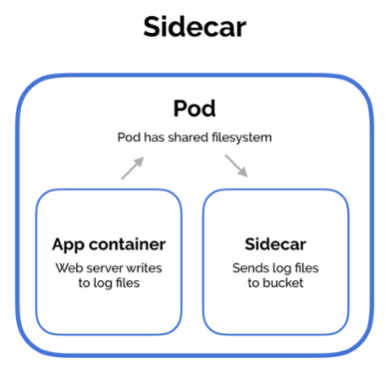 Sidecar
Pod
Pod has shared filesystem
App container
Web server writes
to log files
Sidecar
Sends log files
to bucket